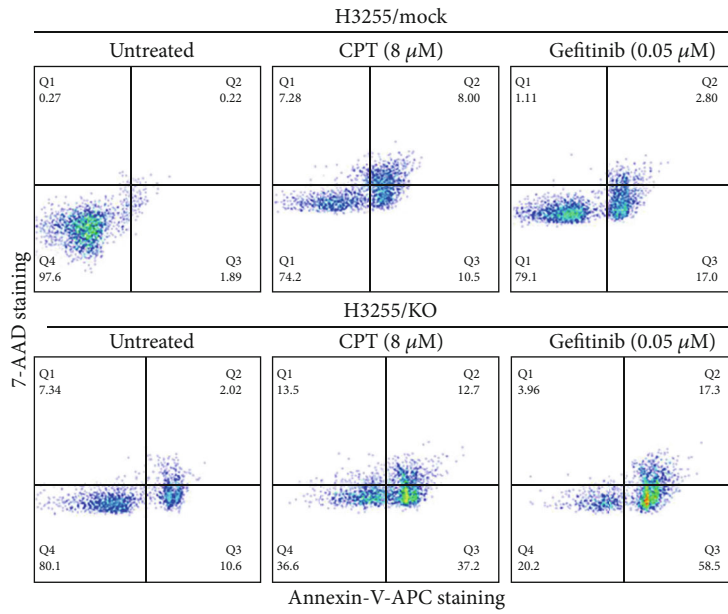 H3255/mock
Untreated
CPT (8 μM)
Gefitinib (0.05 μM)
Q1
0.27
Q2
0.22
Q4
97.6
Q3
1.89
Q1
7.28
Q2
8.00
Q1
74.2
Q3
10.5
Q1
1.11
Q2
2.80
Q1
79.1
Q3
17.0
7-AAD staining
H3255/KO
Untreated
CPT (8 μM)
Gefitinib (0.05 μM)
Q1
7.34
Q2
2.02
Q4
80.1
Q3
10.6
Q1
13.5
Q2
12.7
Q4
36.6
Q3
37.2
Q1
3.96
Q2
17.3
Q4
20.2
Q3
58.5
Annexin-V-APC staining